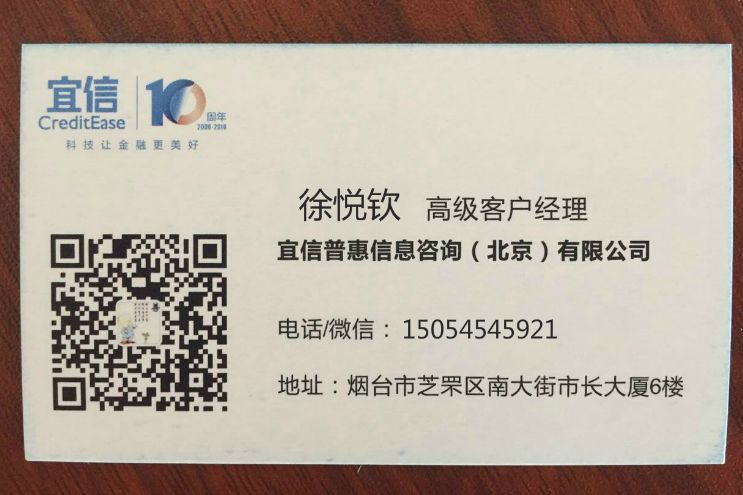 宜信
CreditEase
10周年
2006-2016
科技让金融更美好
徐悦钦 高级客户经理
宜信普惠信息咨询（北京）有限公司
电话/微信：15054545921
地址：烟台市芝罘区南大街市长大厦6楼